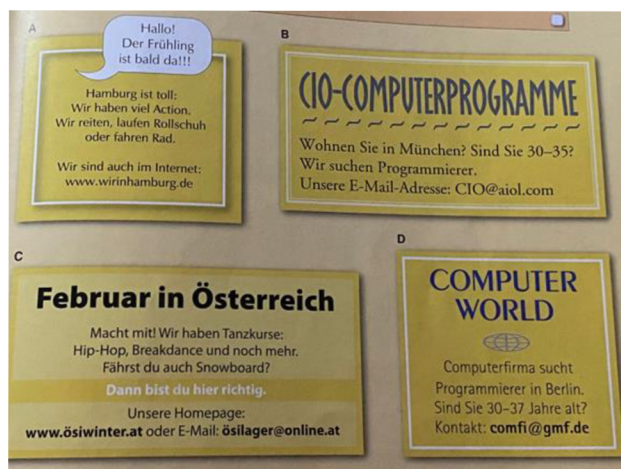 A
Hallo!
Der Frühling
ist bald da!!!
Hamburg ist toll:
Wir haben viel Action.
Wir reiten, laufen Rollschuh
oder fahren Rad.
Wir sind auch im Internet:
www.wirinhamburg.de
B
CIO-COMPUTERPROGRAMME
Wohnen Sie in München? Sind Sie 30–35?
Wir suchen Programmierer.
Unsere E-Mail-Adresse: CIO@aiol.com
C
Februar in Österreich
Macht mit! Wir haben Tanzkurse:
Hip-Hop, Breakdance und noch mehr.
Fährst du auch Snowboard?
Dann bist du hier richtig.
Unsere Homepage:
www.ösiwinter.at oder E-Mail: ösilager@online.at
D
COMPUTER
WORLD
Computerfirma sucht
Programmierer in Berlin.
Sind Sie 30–37 Jahre alt?
Kontakt: comfi@gmf.de